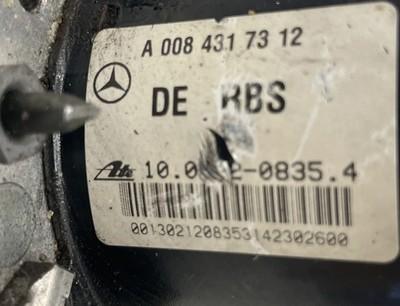 A 008 431 73 12
DE RBS
Ate 10.0 2-0835.4
0013021208353142302600